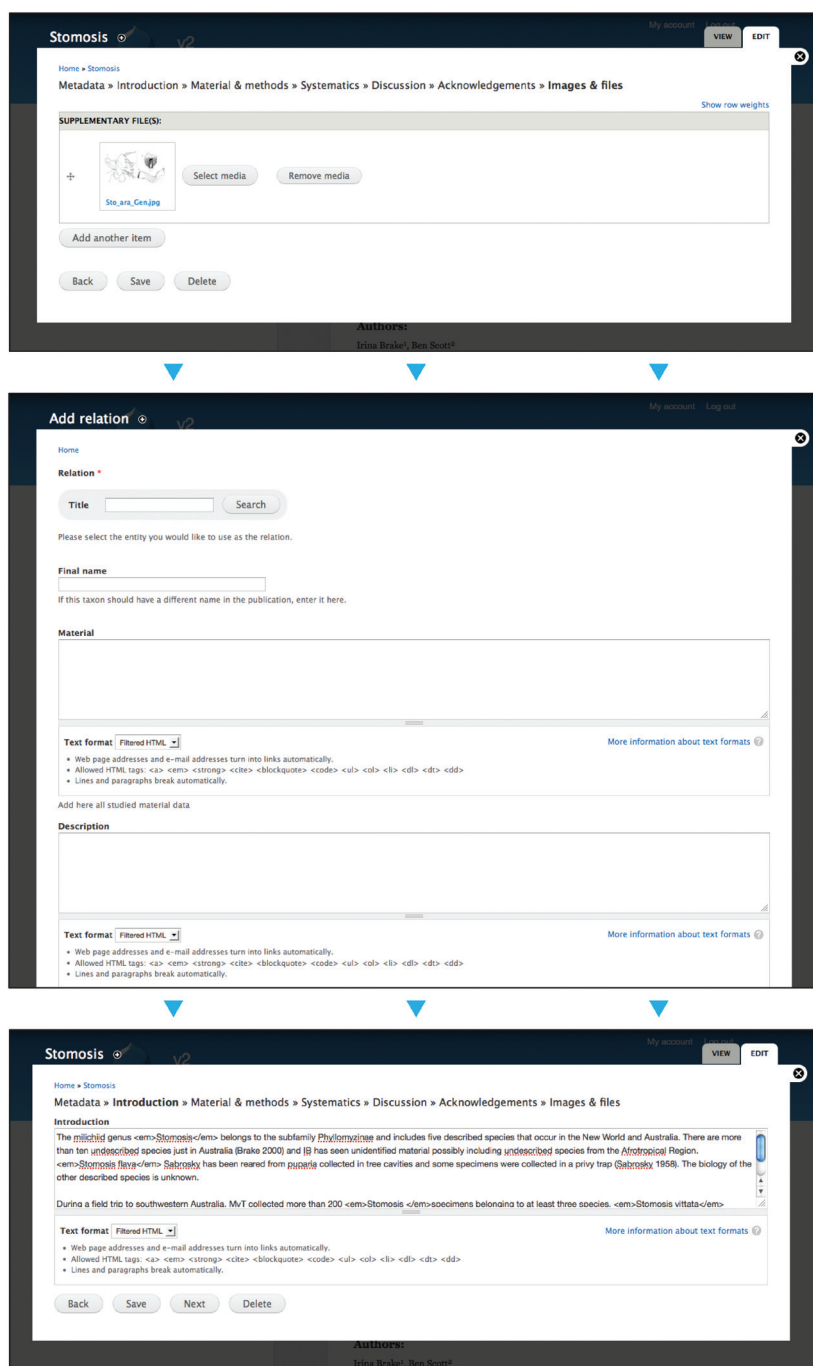 My account Log out
Stomosis
v2
VIEW EDIT
Home » Stomosis
Metadata » Introduction » Material & methods » Systematics » Discussion » Acknowledgements » Images & files
Show row weights
SUPPLEMENTARY FILE(S):
Select media Remove media
Sto_ara_Gen.jpg
Add another item
Back Save Delete
Authors:
Irina Brake¹, Ben Scott²
My account Log out
Add relation
v2
Home
Relation *
Title Search
Please select the entity you would like to use as the relation.
Final name
If this taxon should have a different name in the publication, enter it here.
Material
Text format Filtered HTML More information about text formats ?
• Web page addresses and e-mail addresses turn into links automatically.
• Allowed HTML tags: <a> <em> <strong> <cite> <blockquote> <code> <ul> <ol> <li> <dl> <dt> <dd>
• Lines and paragraphs break automatically.
Add here all studied material data
Description
Text format Filtered HTML More information about text formats ?
• Web page addresses and e-mail addresses turn into links automatically.
• Allowed HTML tags: <a> <em> <strong> <cite> <blockquote> <code> <ul> <ol> <li> <dl> <dt> <dd>
• Lines and paragraphs break automatically.
My account Log out
Stomosis
v2
VIEW EDIT
Home » Stomosis
Metadata » Introduction » Material & methods » Systematics » Discussion » Acknowledgements » Images & files
Introduction
The milichiid genus <em>Stomosis</em> belongs to the subfamily Phyllomyzinae and includes five described species that occur in the New World and Australia. There are more
than ten undescribed species just in Australia (Brake 2000) and IB has seen unidentified material possibly including undescribed species from the Afrotropical Region.
<em>Stomosis flava</em> Sabrosky has been reared from puparia collected in tree cavities and some specimens were collected in a privy trap (Sabrosky 1958). The biology of the
other described species is unknown.
During a field trip to southwestern Australia, MvT collected more than 200 <em>Stomosis </em>specimens belonging to at least three species. <em>Stomosis vittata</em>
Text format Filtered HTML More information about text formats ?
• Web page addresses and e-mail addresses turn into links automatically.
• Allowed HTML tags: <a> <em> <strong> <cite> <blockquote> <code> <ul> <ol> <li> <dl> <dt> <dd>
• Lines and paragraphs break automatically.
Back Save Next Delete
Authors:
Irina Brake¹, Ben Scott²